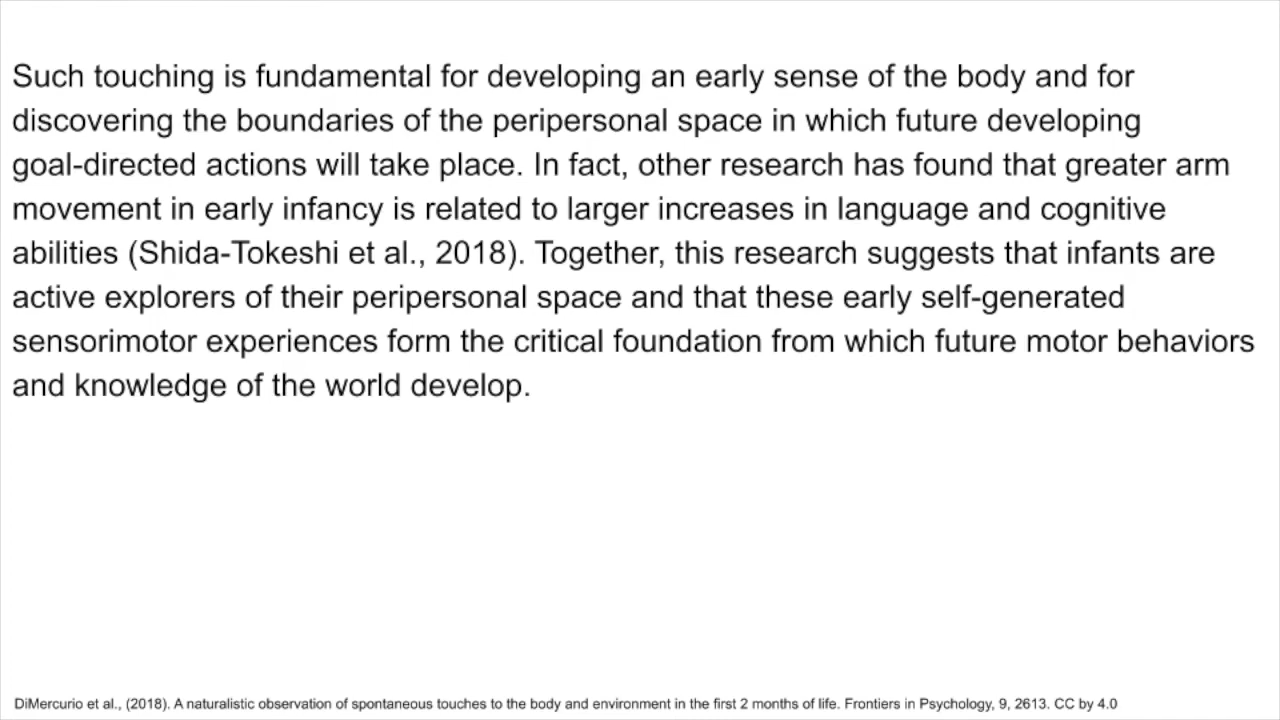 Such touching is fundamental for developing an early sense of the body and for
discovering the boundaries of the peripersonal space in which future developing
goal-directed actions will take place. In fact, other research has found that greater arm
movement in early infancy is related to larger increases in language and cognitive
abilities (Shida-Tokeshi et al., 2018). Together, this research suggests that infants are
active explorers of their peripersonal space and that these early self-generated
sensorimotor experiences form the critical foundation from which future motor behaviors
and knowledge of the world develop.
DiMercurio et al., (2018). A naturalistic observation of spontaneous touches to the body and environment in the first 2 months of life. Frontiers in Psychology, 9, 2613. CC by 4.0